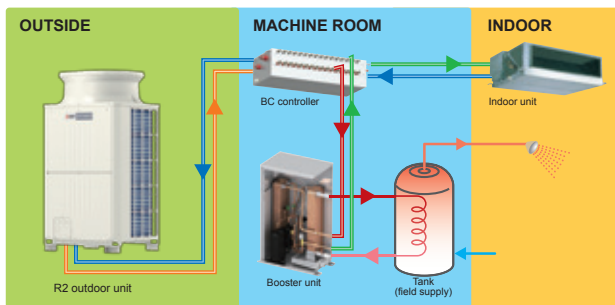 OUTSIDE
MACHINE ROOM
INDOOR
BC controller
Indoor unit
R2 outdoor unit
Booster unit
Tank
(field supply)